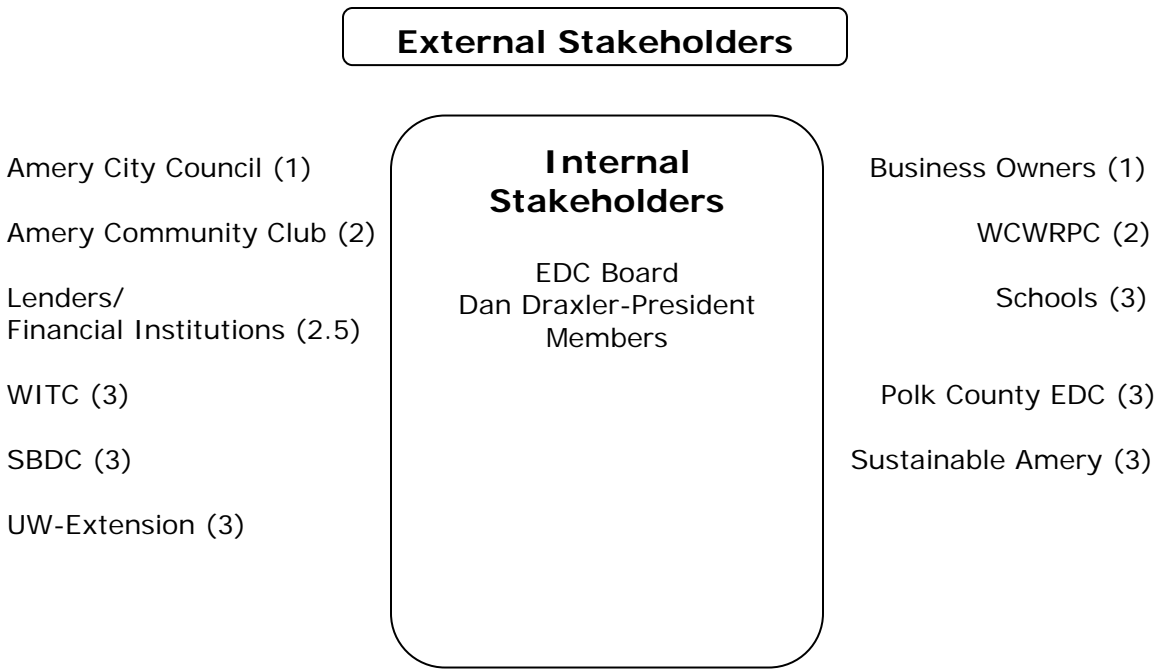 External Stakeholders
Amery City Council (1)
Amery Community Club (2)
Lenders/
Financial Institutions (2.5)
WITC (3)
SBDC (3)
UW-Extension (3)
Internal
Stakeholders
EDC Board
Dan Draxler-President
Members
Business Owners (1)
WCWRPC (2)
Schools (3)
Polk County EDC (3)
Sustainable Amery (3)